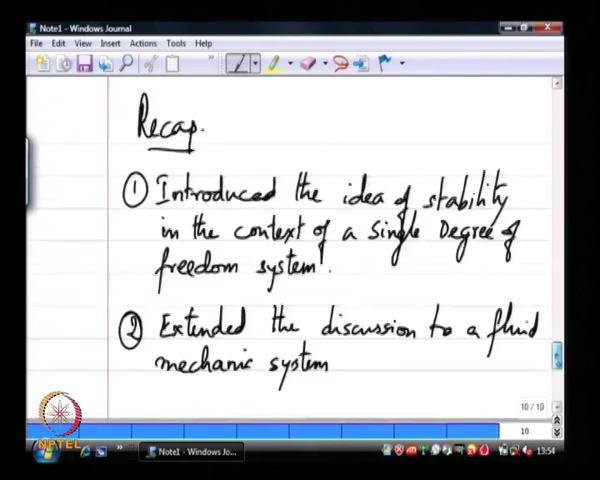 Note1 - Windows Journal
File Edit View Insert Actions Tools Help
Recap.
① Introduced the idea of stability
in the context of a single Degree of
freedom system!
② Extended the discussion to a fluid
mechanic system
10 / 10
10
NPTEL
Note1 - Windows Jo...
13:54